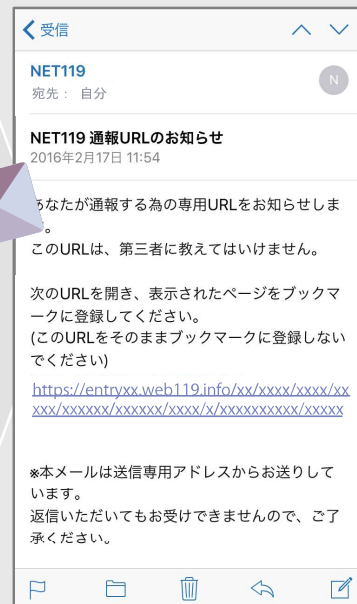 受信
NET119
宛先： 自分
N
NET119 通報URLのお知らせ
2016年2月17日 11:54
なたが通報する為の専用URLをお知らせしま
。
このURLは、第三者に教えてはいけません。
次のURLを開き、表示されたページをブックマ
ークに登録してください。
(このURLをそのままブックマークに登録しない
でください)
https://entryxx.web119.info/xx/xxxx/xxxx/xx
xxx/xxxxxx/xxxxxx/xxxx/x/xxxxxxxxxx/xxxxx
※本メールは送信専用アドレスからお送りして
います。
返信いただいてもお受けできませんので、ご了
承ください。